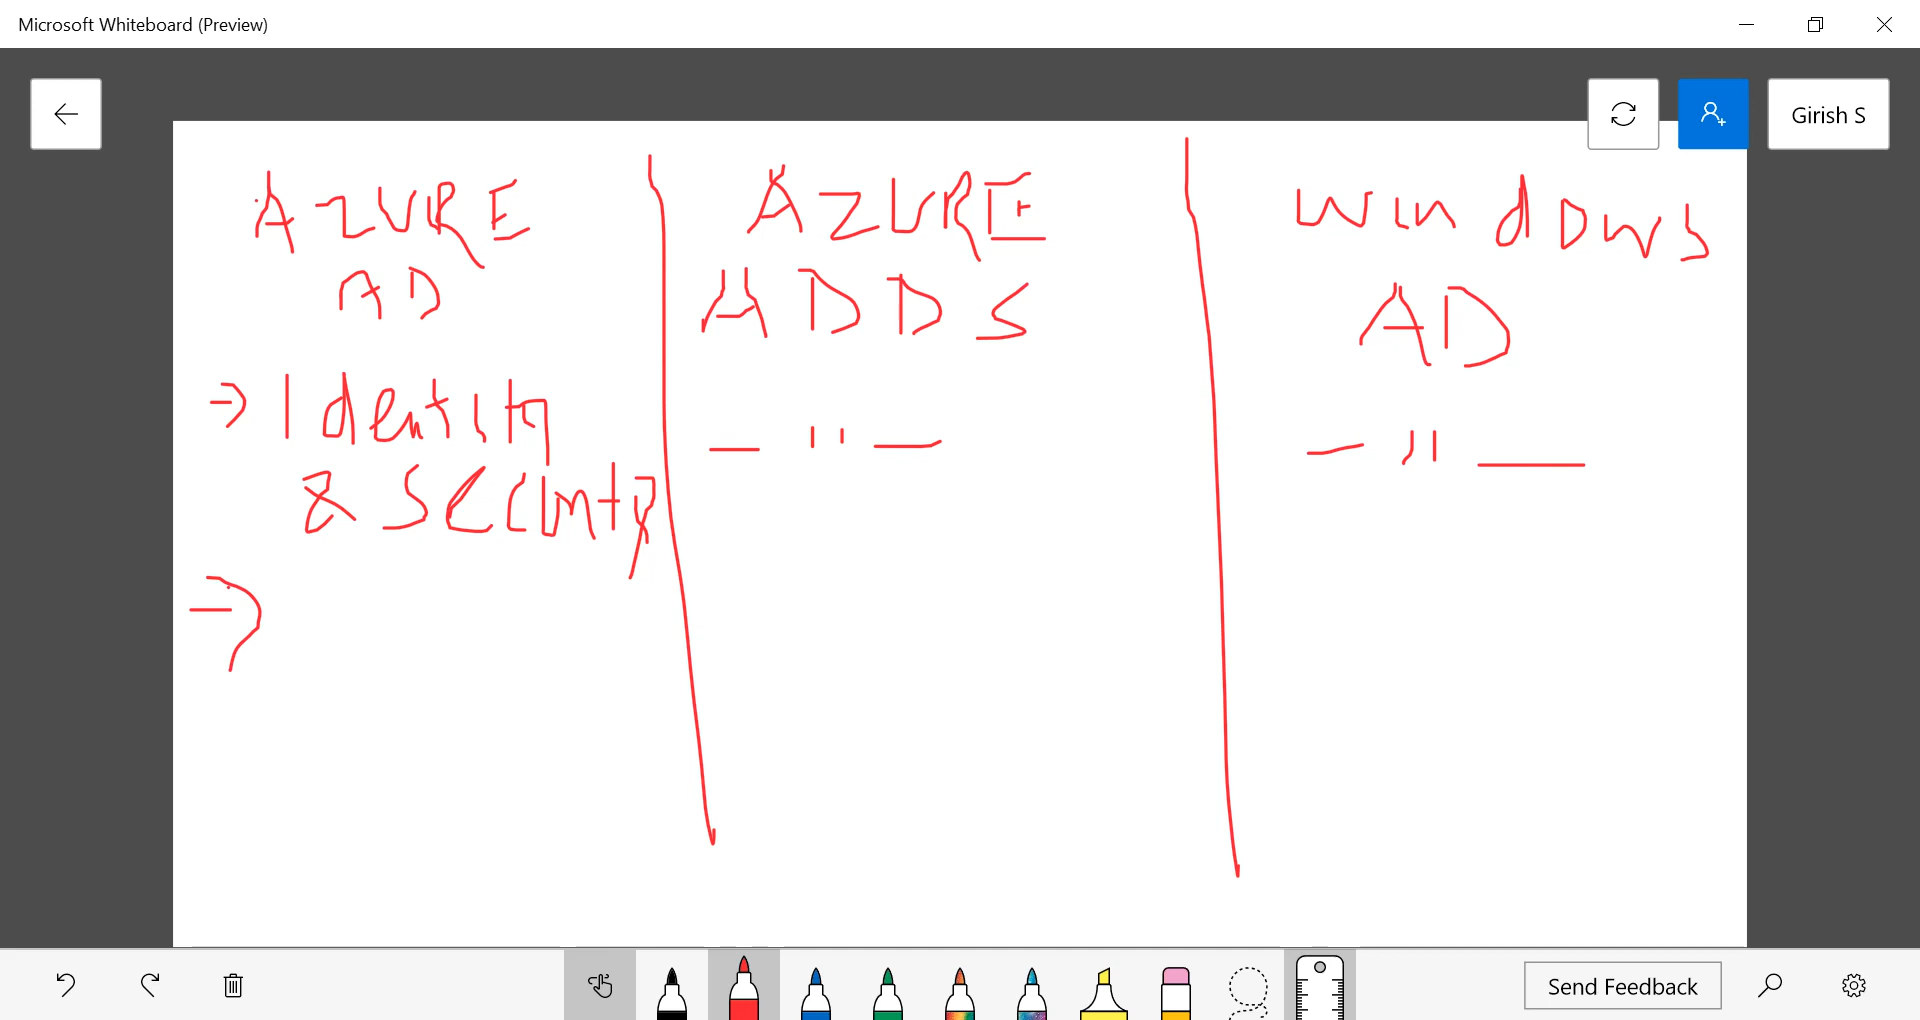 Microsoft Whiteboard (Preview)
Girish S
AZURE
AD
→ Identity
& Security
→
AZURE
ADDS
— " —
Windows
AD
— " —
Send Feedback